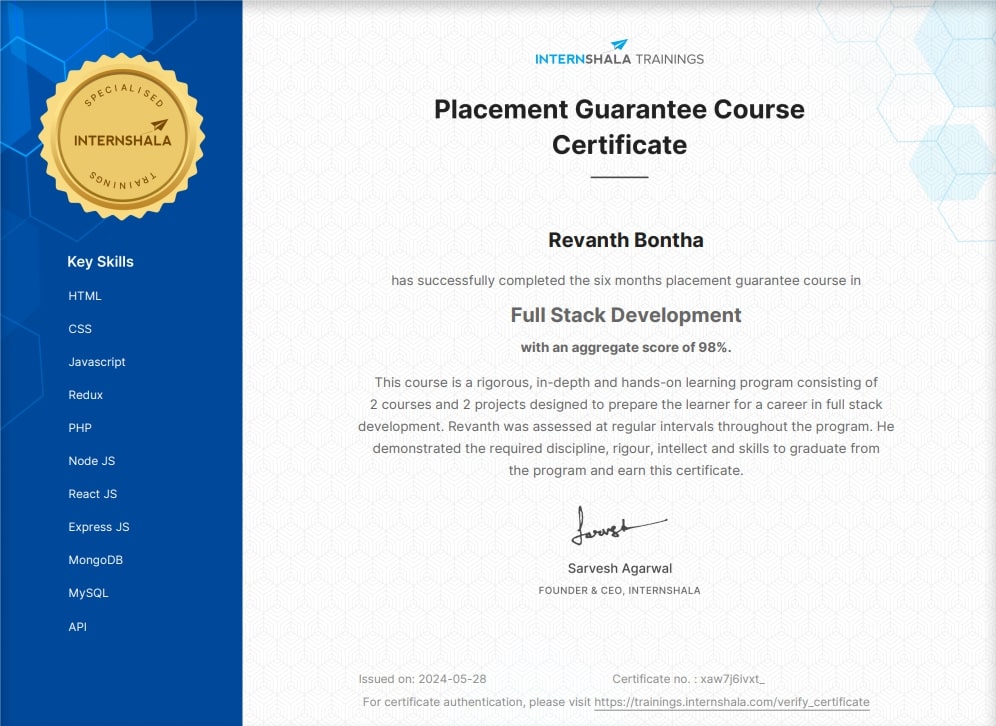 SPECIALISED
INTERNSHALA
TRAININGS
Key Skills
HTML
CSS
Javascript
Redux
PHP
Node JS
React JS
Express JS
MongoDB
MySQL
API
INTERNSHALA TRAININGS
Placement Guarantee Course
Certificate
Revanth Bontha
has successfully completed the six months placement guarantee course in
Full Stack Development
with an aggregate score of 98%.
This course is a rigorous, in-depth and hands-on learning program consisting of
2 courses and 2 projects designed to prepare the learner for a career in full stack
development. Revanth was assessed at regular intervals throughout the program. He
demonstrated the required discipline, rigour, intellect and skills to graduate from
the program and earn this certificate.
Sarvesh
Sarvesh Agarwal
FOUNDER & CEO, INTERNSHALA
Issued on: 2024-05-28 Certificate no. : xaw7j6ivxt_
For certificate authentication, please visit https://trainings.internshala.com/verify_certificate